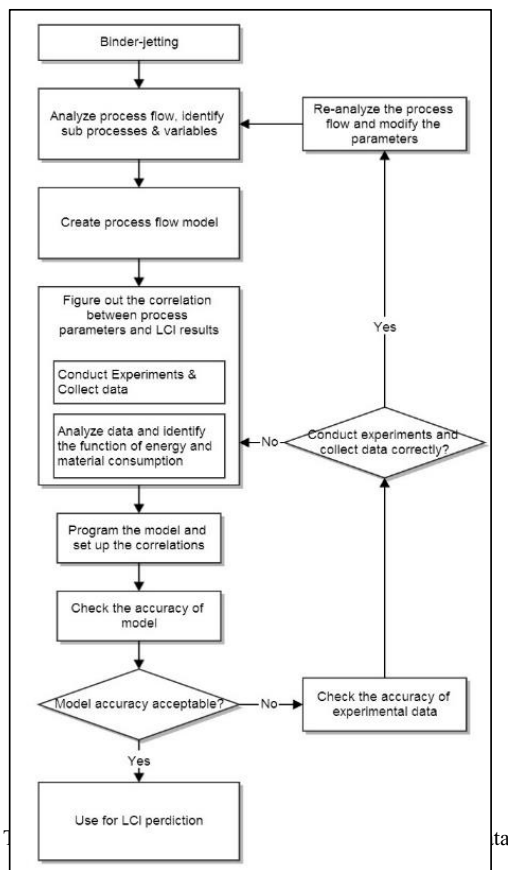 Binder-jetting
Analyze process flow, identify
sub processes & variables
Re-analyze the process
flow and modify the
parameters
Create process flow model
Figure out the correlation
between process
parameters and LCI results
Yes
Conduct Experiments &
Collect data
Analyze data and identify
the function of energy and
material consumption
No
Conduct experiments and
collect data correctly?
Program the model and
set up the correlations
Check the accuracy of
model
Model accuracy acceptable?
No
Check the accuracy of
experimental data
Yes
Use for LCI perdiction